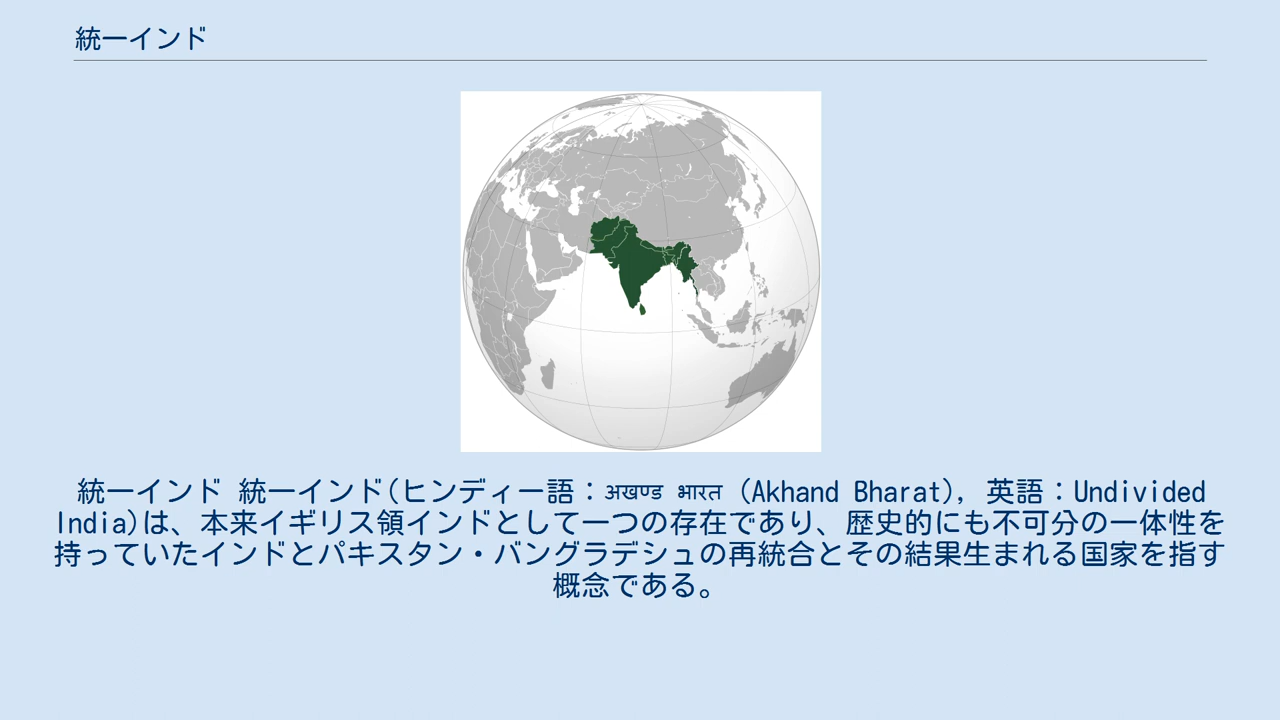 統一インド
統一インド 統一インド(ヒンディー語：अखण्ड भारत (Akhand Bharat), 英語：Undivided
India)は、本来イギリス領インドとして一つの存在であり、歴史的にも不可分の一体性を
持っていたインドとパキスタン・バングラデシュの再統合とその結果生まれる国家を指す
概念である。